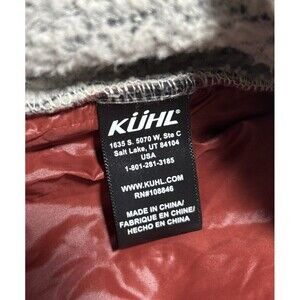 KÜHL
1635 S. 5070 W, Ste C
Salt Lake, UT 84104
USA
1-801-281-3185
WWW.KUHL.COM
RN#108846
MADE IN CHINA/
FABRIQUE EN CHINE/
HECHO EN CHINA